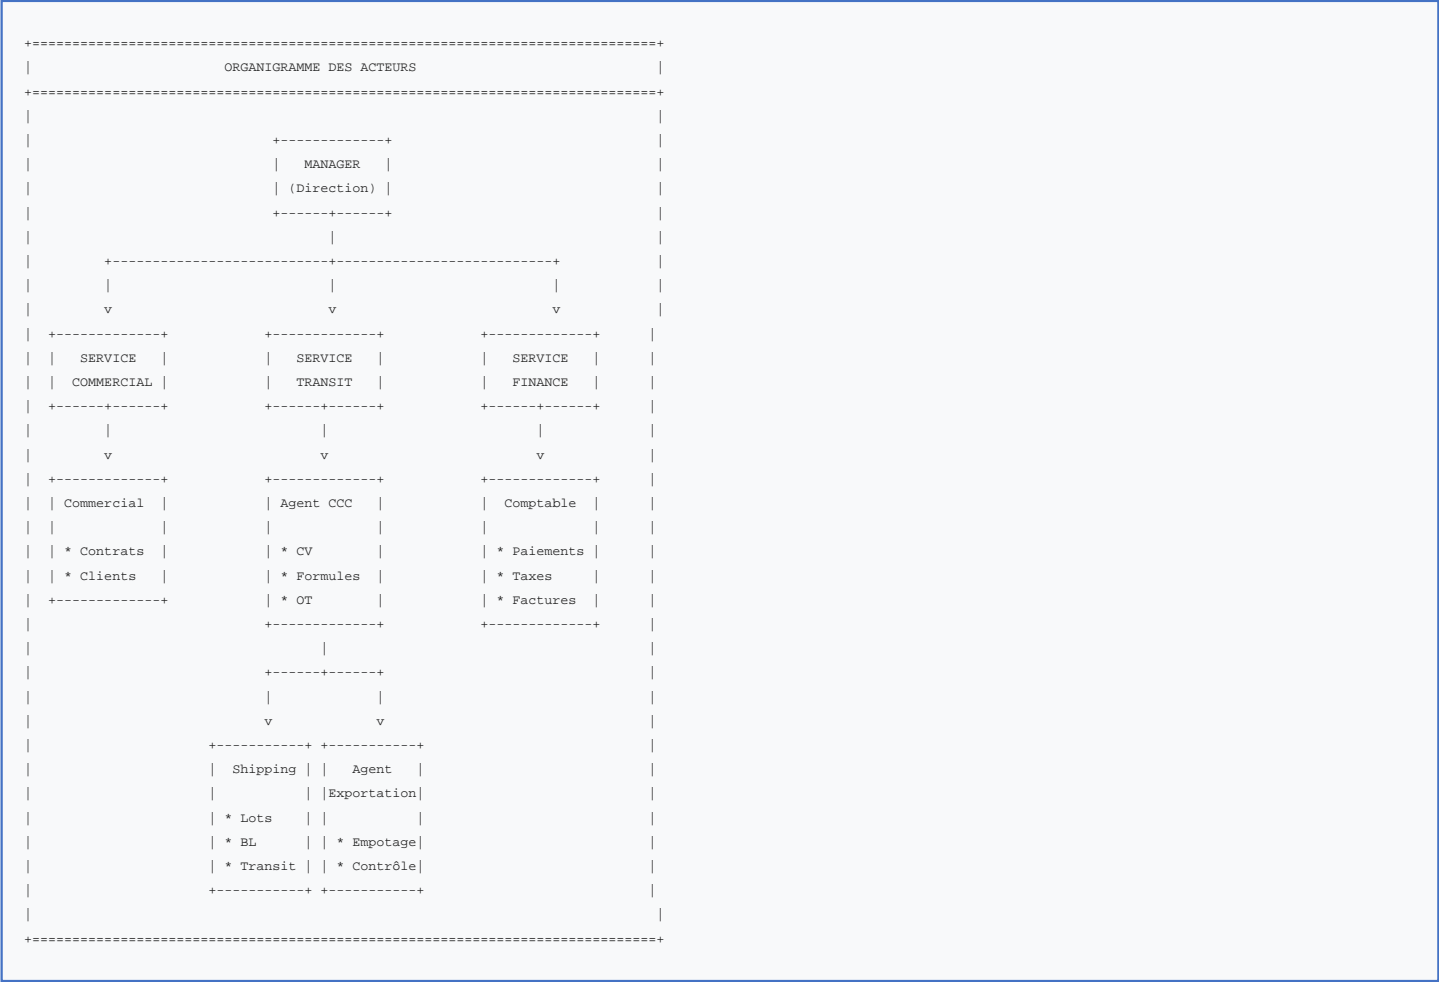 +==============================================================================+
|                        ORGANIGRAMME DES ACTEURS                              |
+==============================================================================+
|                                                                              |
|                              +-------------+                                 |
|                              |   MANAGER   |                                 |
|                              | (Direction) |                                 |
|                              +------+------+                                 |
|                                     |                                        |
|         +---------------------------+---------------------------+            |
|         |                           |                           |            |
|         v                           v                           v            |
|  +-------------+            +-------------+            +-------------+      |
|  |   SERVICE   |            |   SERVICE   |            |   SERVICE   |      |
|  |  COMMERCIAL |            |   TRANSIT   |            |   FINANCE   |      |
|  +------+------+            +------+------+            +------+------+      |
|         |                          |                          |             |
|         v                          v                          v             |
|  +-------------+            +-------------+            +-------------+      |
|  | Commercial  |            | Agent CCC   |            |  Comptable  |      |
|  |             |            |             |            |             |      |
|  | * Contrats  |            | * CV        |            | * Paiements |      |
|  | * Clients   |            | * Formules  |            | * Taxes     |      |
|  +-------------+            | * OT        |            | * Factures  |      |
|                             +-------------+            +-------------+      |
|                                    |                                        |
|                             +------+------+                                 |
|                             |             |                                 |
|                             v             v                                 |
|                      +-----------+ +-----------+                            |
|                      |  Shipping | |   Agent   |                            |
|                      |           | |Exportation|                            |
|                      | * Lots    | |           |                            |
|                      | * BL      | | * Empotage|                            |
|                      | * Transit | | * Contrôle|                            |
|                      +-----------+ +-----------+                            |
|                                                                              |
+==============================================================================+